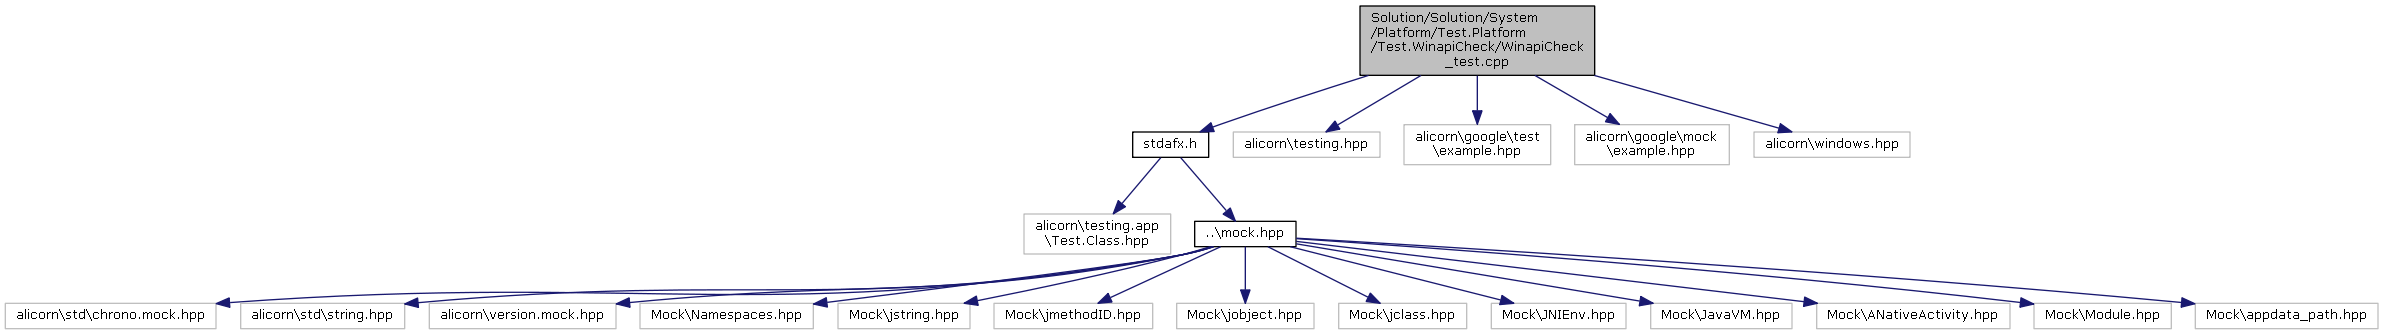 Solution/Solution/System
/Platform/Test.Platform
/Test.WinapiCheck/WinapiCheck
_test.cpp
stdafx.h
alicorn\testing.hpp
alicorn\google\test
\example.hpp
alicorn\google\mock
\example.hpp
alicorn\windows.hpp
alicorn\testing.app
\Test.Class.hpp
..\mock.hpp
alicorn\std\chrono.mock.hpp
alicorn\std\string.hpp
alicorn\version.mock.hpp
Mock\Namespaces.hpp
Mock\jstring.hpp
Mock\jmethodID.hpp
Mock\jobject.hpp
Mock\jclass.hpp
Mock\JNIEnv.hpp
Mock\JavaVM.hpp
Mock\ANativeActivity.hpp
Mock\Module.hpp
Mock\appdata_path.hpp